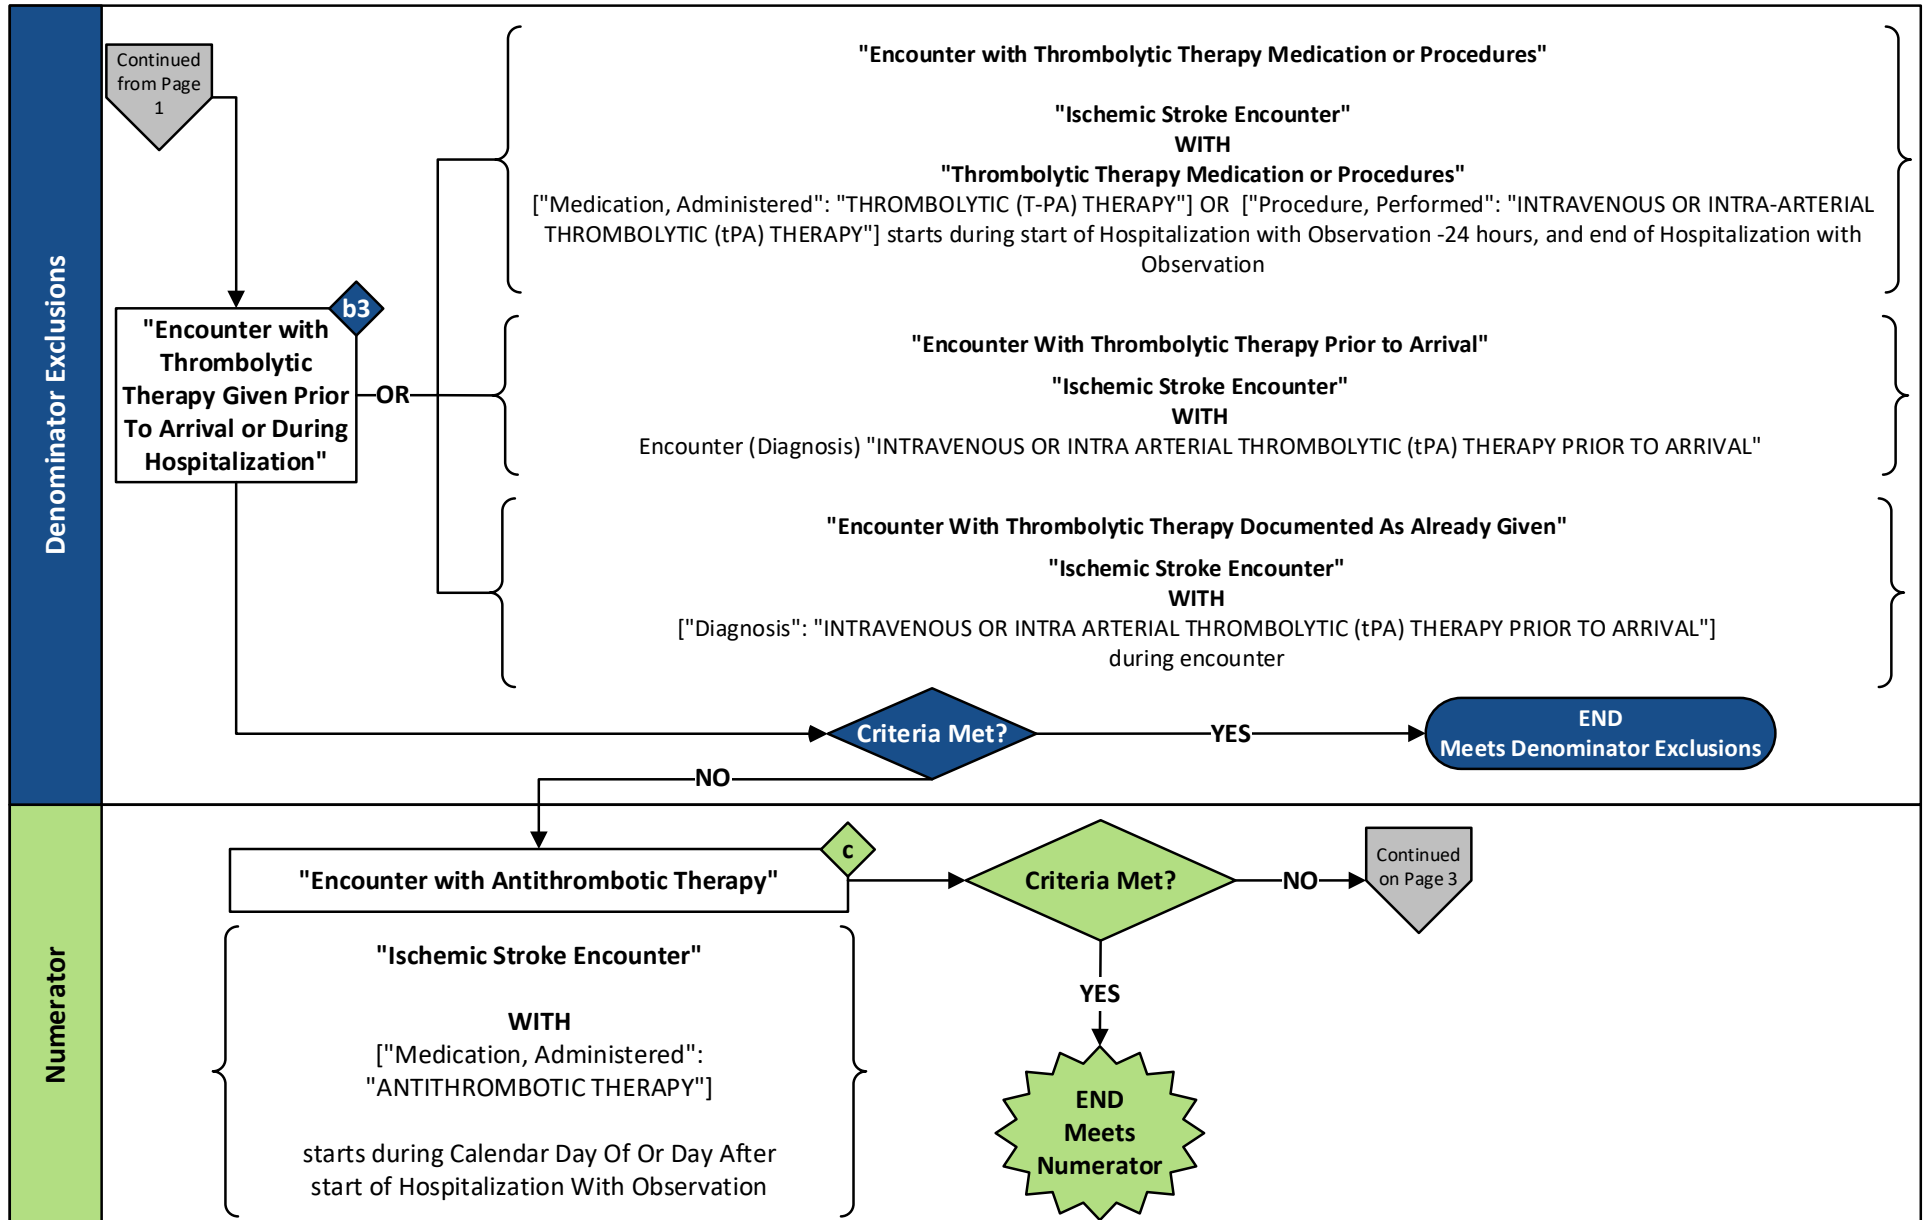 Denominator Exclusions
Continued
from Page
1
b3
"Encounter with
Thrombolytic
Therapy Given Prior
To Arrival or During
Hospitalization"
OR
"Encounter with Thrombolytic Therapy Medication or Procedures"
"Ischemic Stroke Encounter"
WITH
"Thrombolytic Therapy Medication or Procedures"
["Medication, Administered": "THROMBOLYTIC (T-PA) THERAPY"] OR ["Procedure, Performed": "INTRAVENOUS OR INTRA-ARTERIAL
THROMBOLYTIC (tPA) THERAPY"] starts during start of Hospitalization with Observation -24 hours, and end of Hospitalization with
Observation
"Encounter With Thrombolytic Therapy Prior to Arrival"
"Ischemic Stroke Encounter"
WITH
Encounter (Diagnosis) "INTRAVENOUS OR INTRA ARTERIAL THROMBOLYTIC (tPA) THERAPY PRIOR TO ARRIVAL"
"Encounter With Thrombolytic Therapy Documented As Already Given"
"Ischemic Stroke Encounter"
WITH
["Diagnosis": "INTRAVENOUS OR INTRA ARTERIAL THROMBOLYTIC (tPA) THERAPY PRIOR TO ARRIVAL"]
during encounter
Criteria Met?
YES
END
Meets Denominator Exclusions
NO
Numerator
c
"Encounter with Antithrombotic Therapy"
Criteria Met?
NO
Continued
on Page 3
"Ischemic Stroke Encounter"
WITH
["Medication, Administered":
"ANTITHROMBOTIC THERAPY"]
starts during Calendar Day Of Or Day After
start of Hospitalization With Observation
YES
END
Meets
Numerator